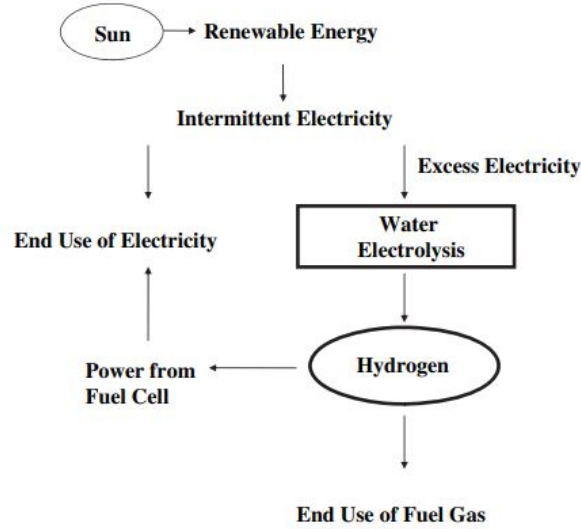 Sun
Renewable Energy
Intermittent Electricity
Excess Electricity
Water
Electrolysis
End Use of Electricity
Hydrogen
Power from
Fuel Cell
End Use of Fuel Gas